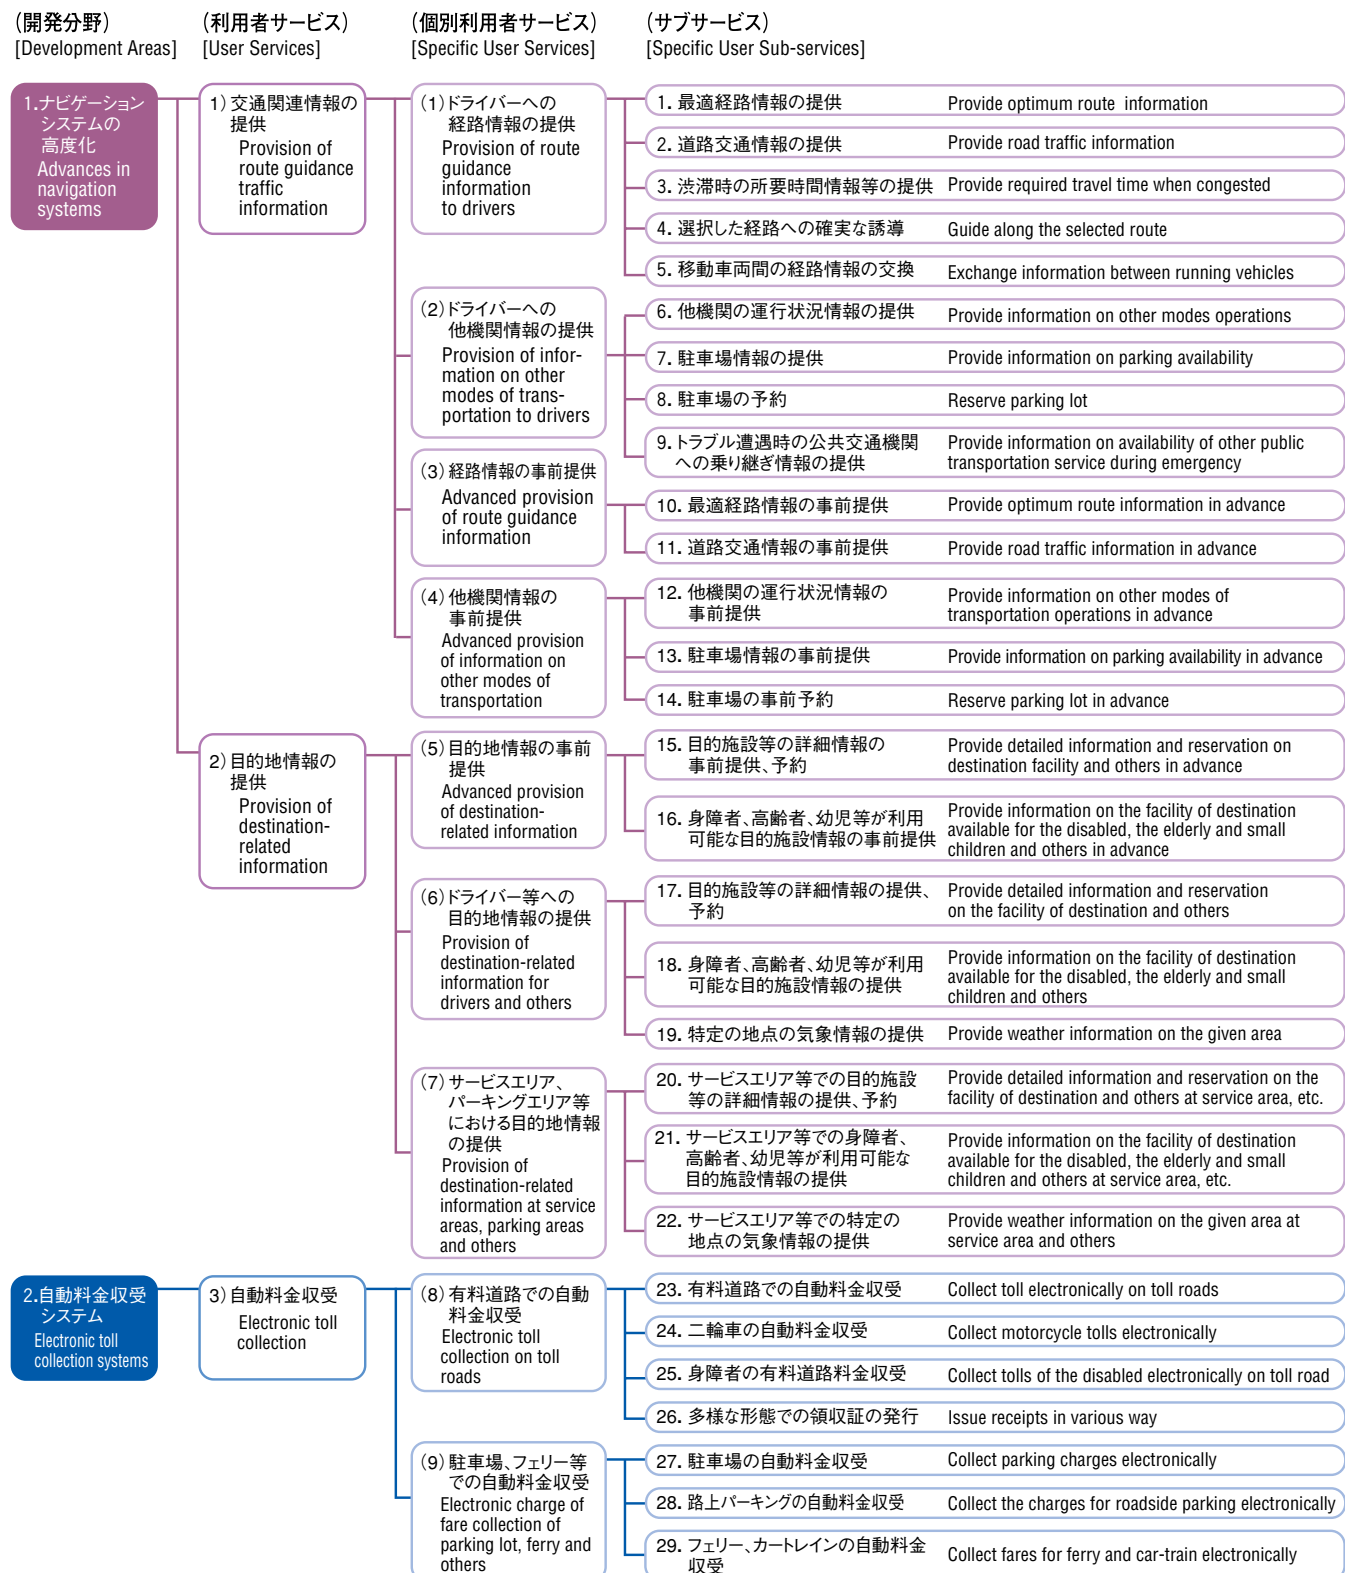 (開発分野)
[Development Areas]
(利用者サービス)
[User Services]
(個別利用者サービス)
[Specific User Services]
(サブサービス)
[Specific User Sub-services]
1.ナビゲーション
システムの
高度化
Advances in
navigation
systems
1)交通関連情報の
提供
Provision of
route guidance
traffic
information
(1)ドライバーへの
経路情報の提供
Provision of route
guidance
information
to drivers
1. 最適経路情報の提供 Provide optimum route information
2. 道路交通情報の提供 Provide road traffic information
3. 渋滞時の所要時間情報等の提供 Provide required travel time when congested
4. 選択した経路への確実な誘導 Guide along the selected route
5. 移動車両間の経路情報の交換 Exchange information between running vehicles
(2)ドライバーへの
他機関情報の提供
Provision of infor-
mation on other
modes of trans-
portation to drivers
6. 他機関の運行状況情報の提供 Provide information on other modes operations
7. 駐車場情報の提供 Provide information on parking availability
8. 駐車場の予約 Reserve parking lot
9. トラブル遭遇時の公共交通機関
への乗り継ぎ情報の提供
Provide information on availability of other public
transportation service during emergency
(3)経路情報の事前提供
Advanced provision
of route guidance
information
10. 最適経路情報の事前提供 Provide optimum route information in advance
11. 道路交通情報の事前提供 Provide road traffic information in advance
(4)他機関情報の
事前提供
Advanced provision
of information on
other modes of
transportation
12. 他機関の運行状況情報の
事前提供
Provide information on other modes of
transportation operations in advance
13. 駐車場情報の事前提供 Provide information on parking availability in advance
14. 駐車場の事前予約 Reserve parking lot in advance
2)目的地情報の
提供
Provision of
destination-
related
information
(5)目的地情報の事前
提供
Advanced provision
of destination-
related information
15. 目的施設等の詳細情報の
事前提供、予約
Provide detailed information and reservation on
destination facility and others in advance
16. 身障者、高齢者、幼児等が利用
可能な目的施設情報の事前提供
Provide information on the facility of destination
available for the disabled, the elderly and small
children and others in advance
(6)ドライバー等への
目的地情報の提供
Provision of
destination-related
information for
drivers and others
17. 目的施設等の詳細情報の提供、
予約
Provide detailed information and reservation
on the facility of destination and others
18. 身障者、高齢者、幼児等が利用
可能な目的施設情報の提供
Provide information on the facility of destination
available for the disabled, the elderly and small
children and others
19. 特定の地点の気象情報の提供 Provide weather information on the given area
(7)サービスエリア、
パーキングエリア等
における目的地情報
の提供
Provision of
destination-related
information at service
areas, parking areas
and others
20. サービスエリア等での目的施設
等の詳細情報の提供、予約
Provide detailed information and reservation on the
facility of destination and others at service area, etc.
21. サービスエリア等での身障者、
高齢者、幼児等が利用可能な
目的施設情報の提供
Provide information on the facility of destination
available for the disabled, the elderly and small
children and others at service area, etc.
22. サービスエリア等での特定の
地点の気象情報の提供
Provide weather information on the given area at
service area and others
2.自動料金収受
システム
Electronic toll
collection systems
3)自動料金収受
Electronic toll
collection
(8)有料道路での自動
料金収受
Electronic toll
collection on toll
roads
23. 有料道路での自動料金収受 Collect toll electronically on toll roads
24. 二輪車の自動料金収受 Collect motorcycle tolls electronically
25. 身障者の有料道路料金収受 Collect tolls of the disabled electronically on toll road
26. 多様な形態での領収証の発行 Issue receipts in various way
(9)駐車場、フェリー等
での自動料金収受
Electronic charge of
fare collection of
parking lot, ferry and
others
27. 駐車場の自動料金収受 Collect parking charges electronically
28. 路上パーキングの自動料金収受 Collect the charges for roadside parking electronically
29. フェリー、カートレインの自動料金
収受
Collect fares for ferry and car-train electronically